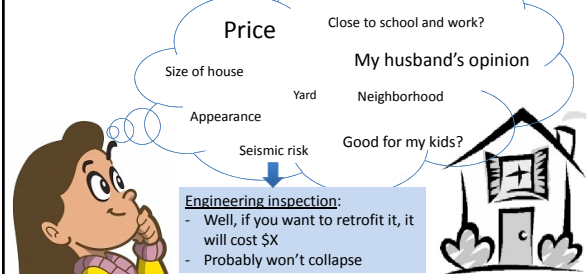 Price
Close to school and work?
My husband's opinion
Size of house
Yard
Neighborhood
Appearance
Good for my kids?
Seismic risk
Engineering inspection:
- Well, if you want to retrofit it, it
will cost $X
- Probably won't collapse